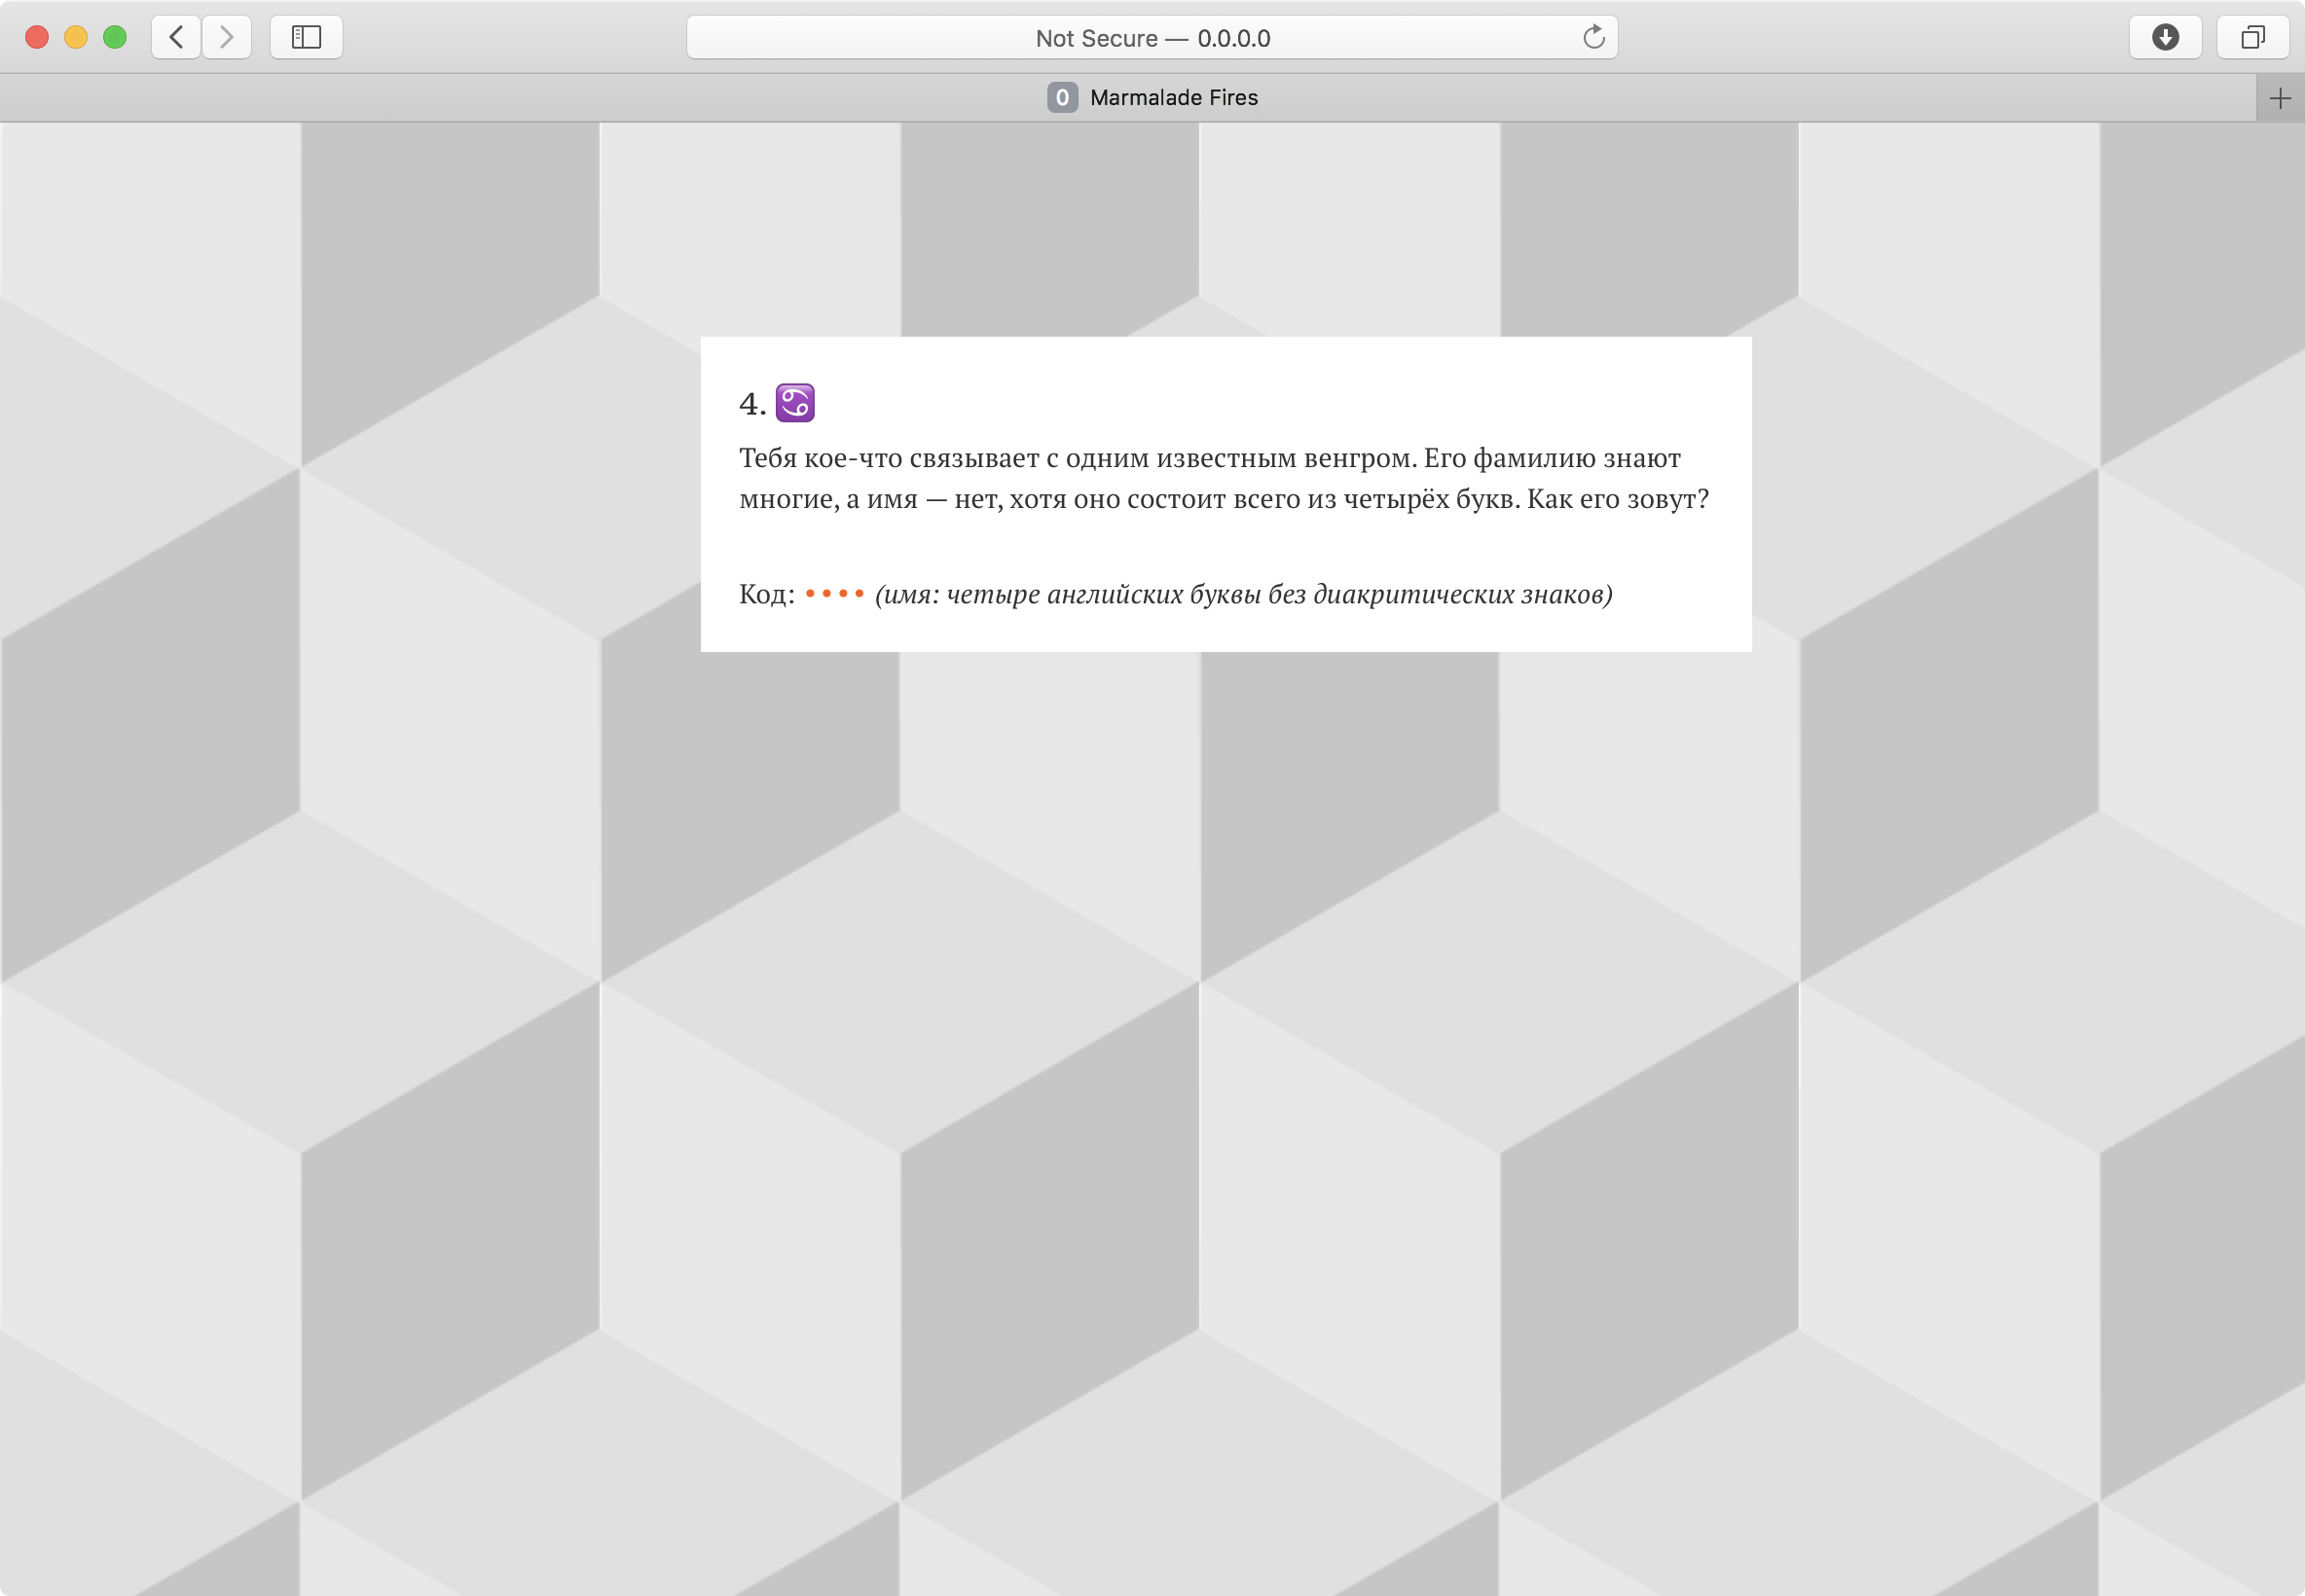 Not Secure — 0.0.0.0
0 Marmalade Fires
4. ♋
Тебя кое-что связывает с одним известным венгром. Его фамилию знают
многие, а имя — нет, хотя оно состоит всего из четырёх букв. Как его зовут?
Код: •••• (имя: четыре английских буквы без диакритических знаков)